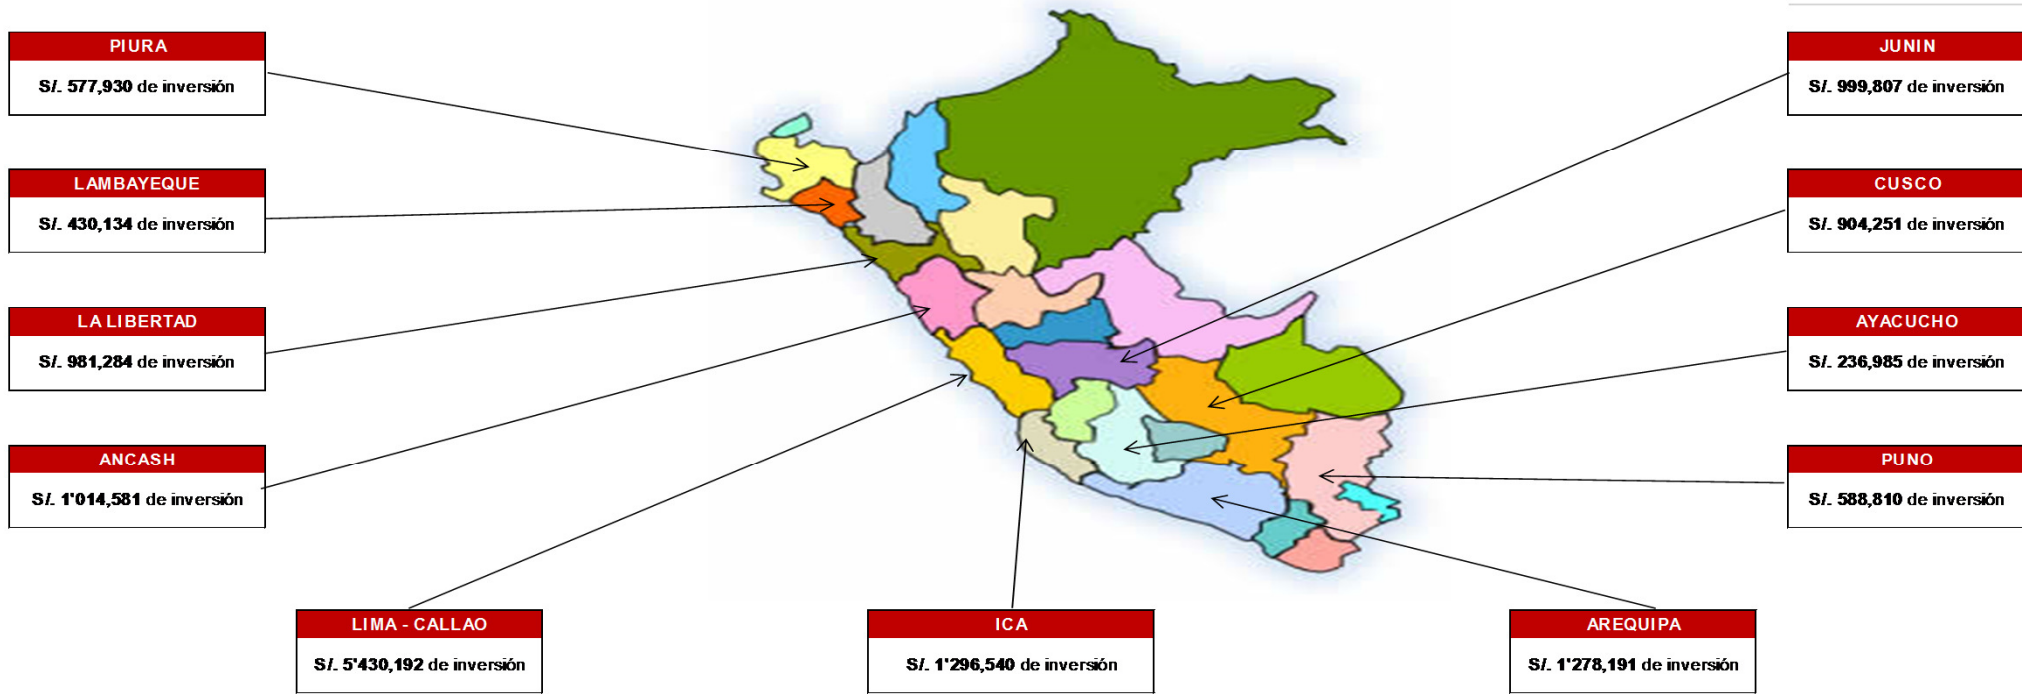 PIURA
S/. 577,930 de inversión
LAMBAYEQUE
S/. 430,134 de inversión
LA LIBERTAD
S/. 981,284 de inversión
ANCASH
S/. 1'014,581 de inversión
LIMA - CALLAO
S/. 5'430,192 de inversión
ICA
S/. 1'296,540 de inversión
AREQUIPA
S/. 1'278,191 de inversión
JUNIN
S/. 999,807 de inversión
CUSCO
S/. 904,251 de inversión
AYACUCHO
S/. 236,985 de inversión
PUNO
S/. 588,810 de inversión